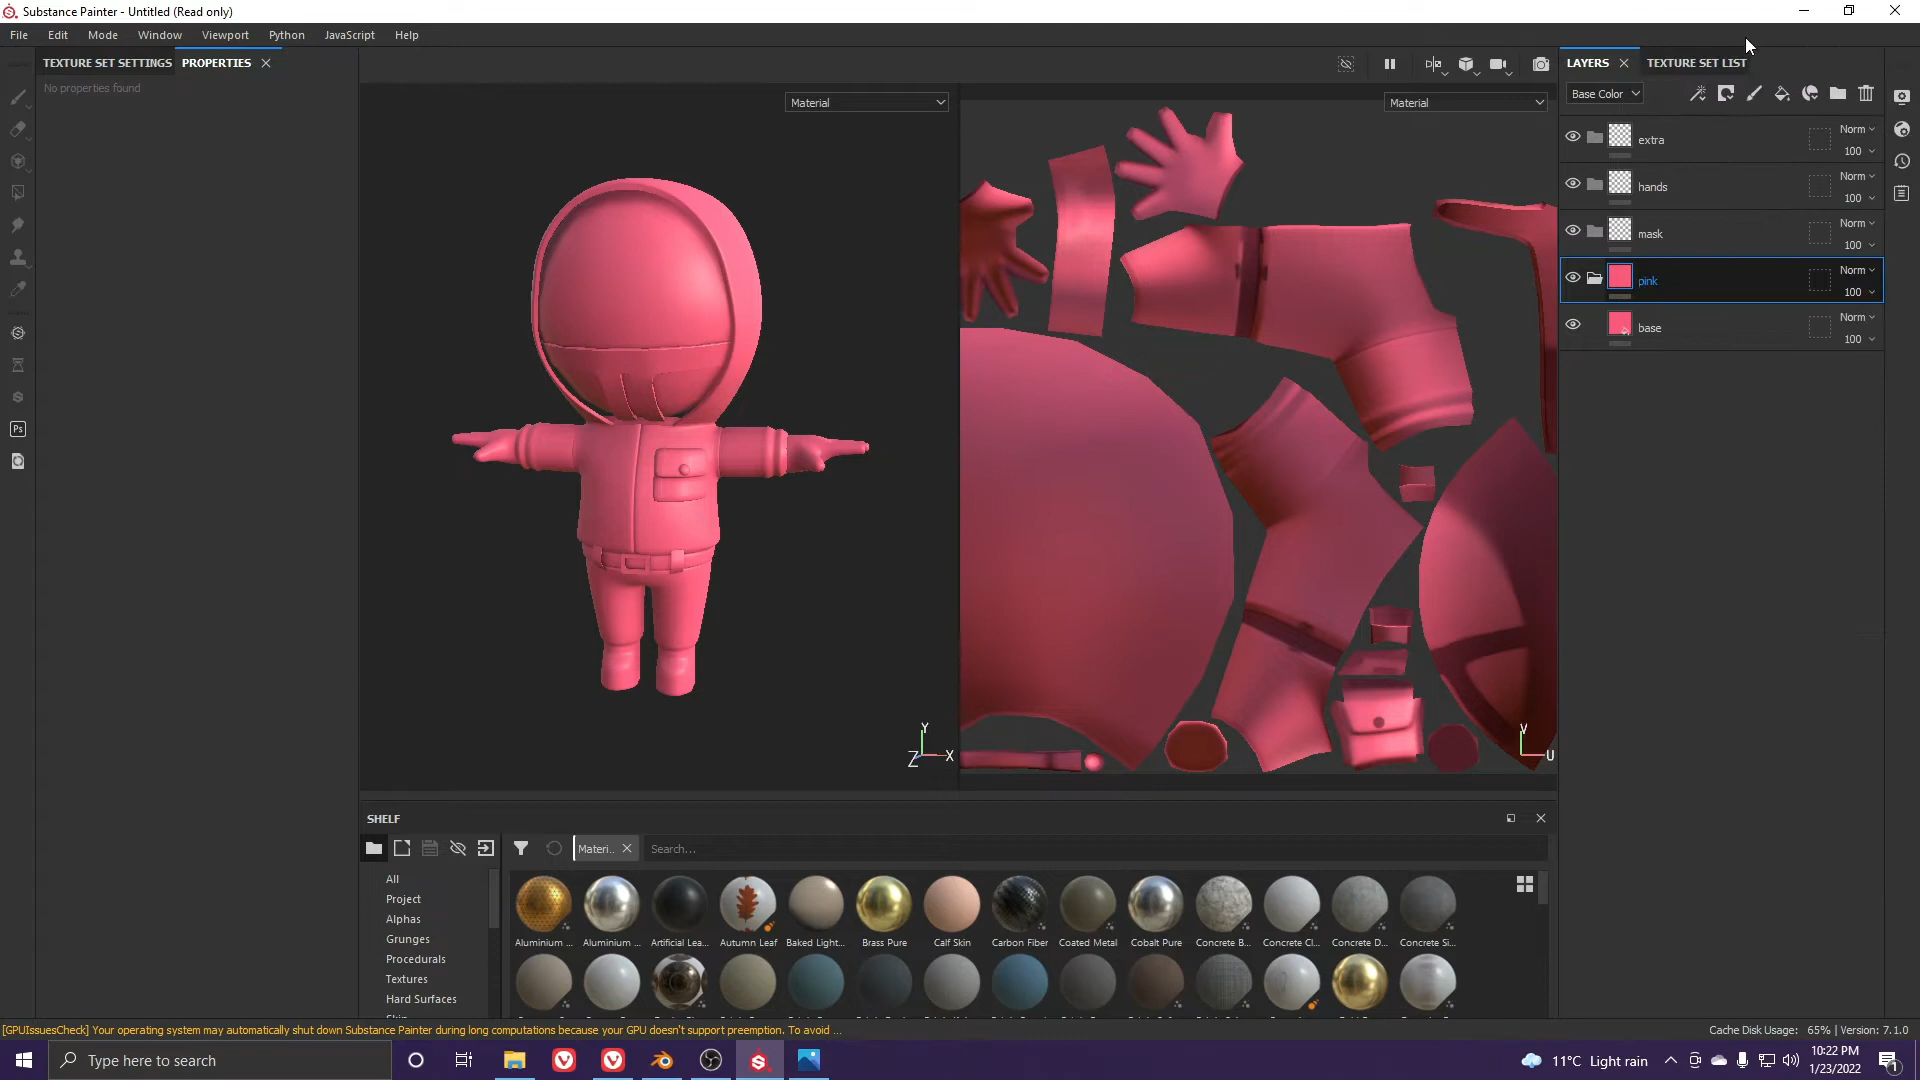 Substance Painter - Untitled (Read only)
File Edit Mode Window Viewport Python JavaScript Help
TEXTURE SET SETTINGS PROPERTIES
No properties found
Material
Material
LAYERS TEXTURE SET LIST
Base Color
extra Norm 100
hands Norm 100
mask Norm 100
pink Norm 100
base Norm 100
Y
Z X
V
U
Ps
SHELF
Materi.. Search...
All
Project
Alphas
Grunges
Procedurals
Textures
Hard Surfaces
Aluminium ... Aluminium ... Artificial Lea... Autumn Leaf Baked Light... Brass Pure Calf Skin Carbon Fiber Coated Metal Cobalt Pure Concrete B... Concrete Cl... Concrete D... Concrete Si...
[GPUIssuesCheck] Your operating system may automatically shut down Substance Painter during long computations because your GPU doesn't support preemption. To avoid ...
Cache Disk Usage: 65% | Version: 7.1.0
Type here to search
11°C Light rain
10:22 PM
1/23/2022
1